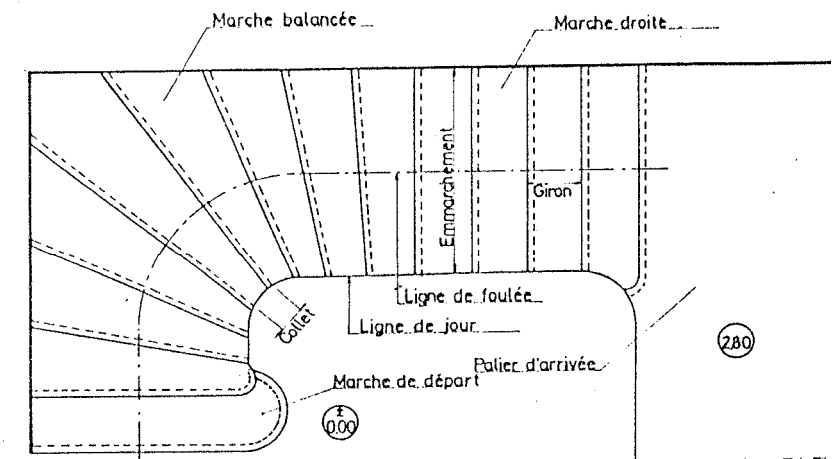 Marche balancée
Marche droite
Emmarchement
Giron
Ligne de foulée
Collet
Ligne de jour
Palier d'arrivée
2.80
Marche de départ
±
0.00